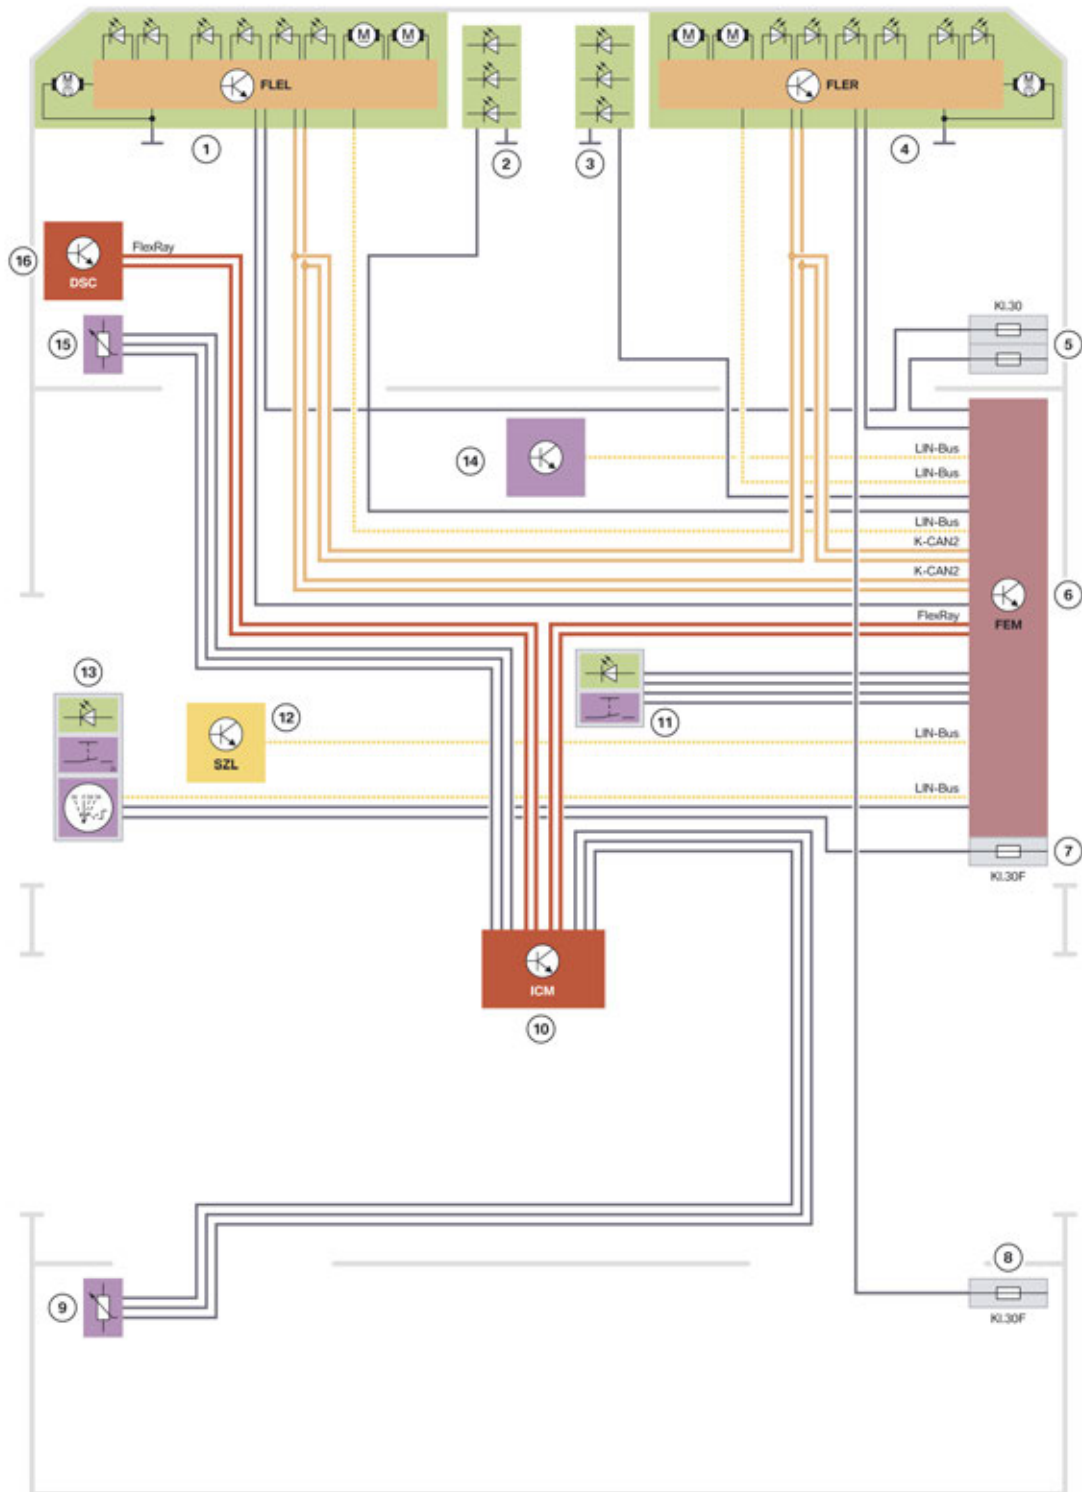 M M
M M
M
FLEL
FLER
M
1
2
3
4
16
FlexRay
DSC
Kl.30
15
5
14
LIN-Bus
LIN-Bus
LIN-Bus
K-CAN2
K-CAN2
6
FlexRay
FEM
13
11
12
SZL
LIN-Bus
LIN-Bus
7
Kl.30F
ICM
10
8
9
Kl.30F